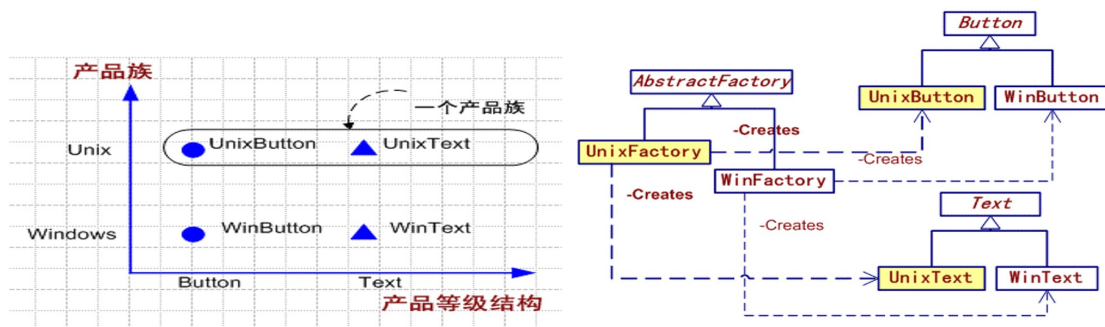 产品族
一个产品族
Unix
UnixButton
UnixText
Windows
WinButton
WinText
Button
Text
产品等级结构
Button
AbstractFactory
UnixButton
WinButton
-Creates
UnixFactory
-Creates
WinFactory
-Creates
Text
-Creates
UnixText
WinText